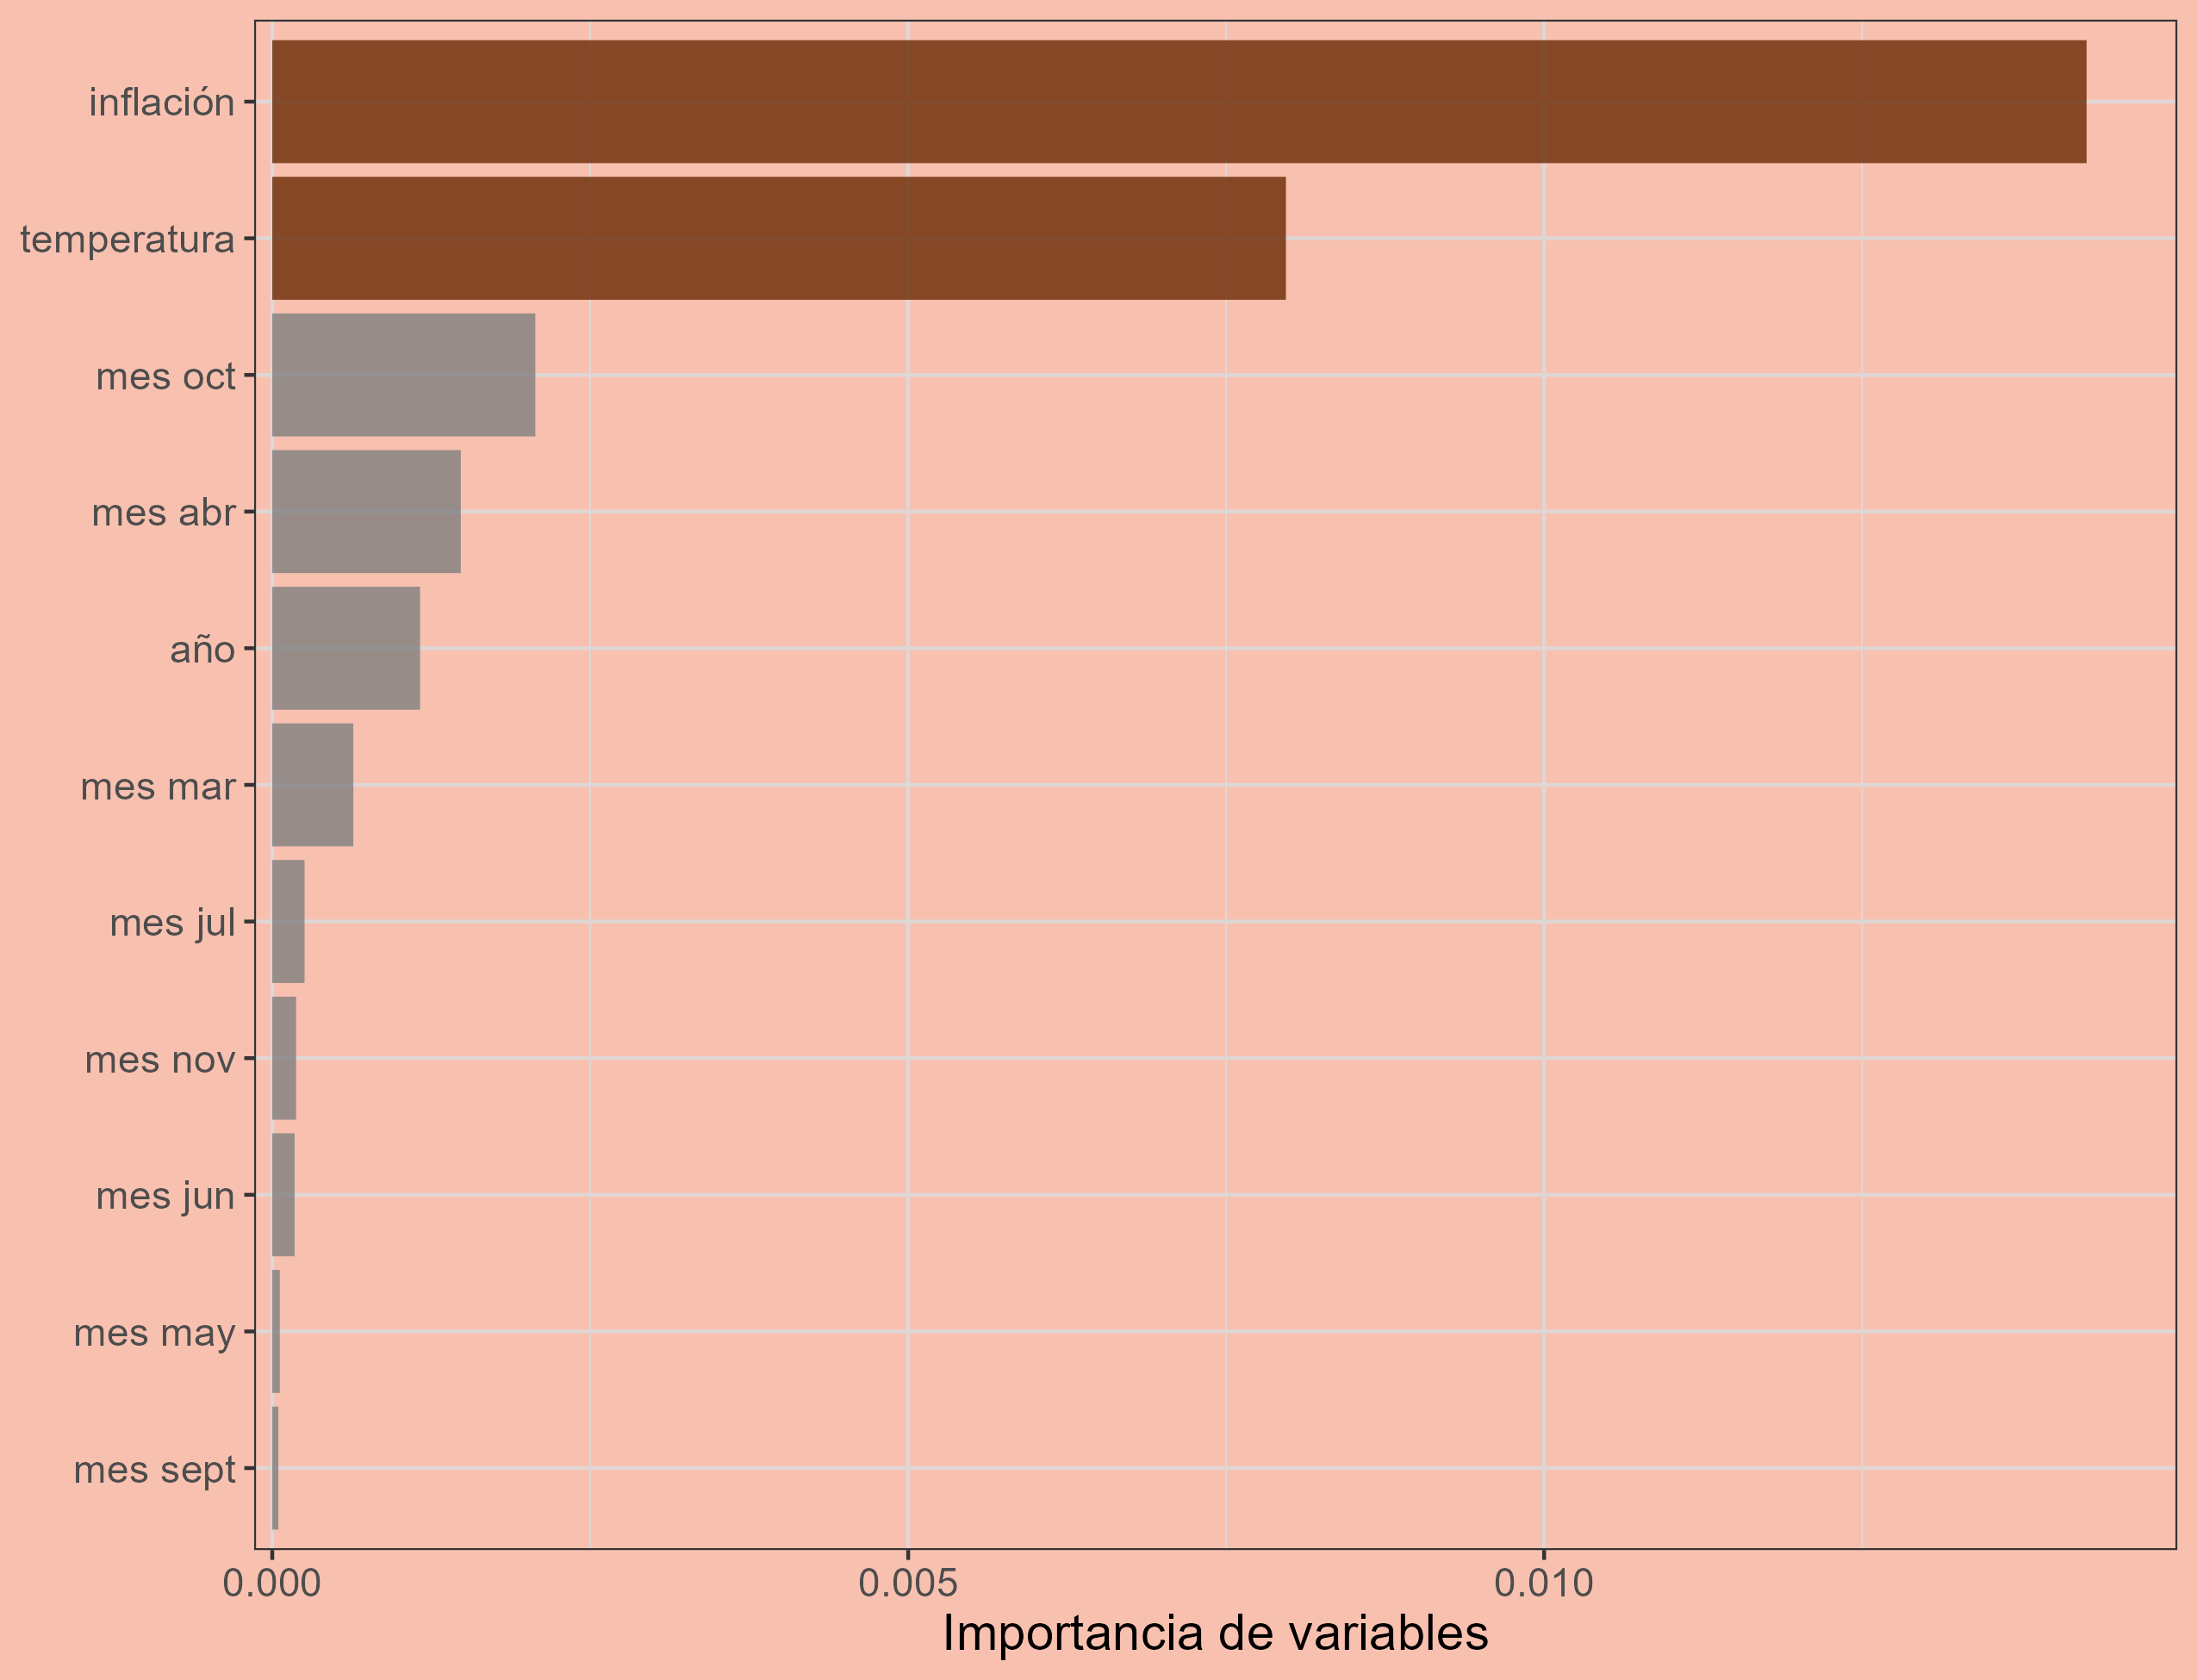 inflación
temperatura
mes oct
mes abr
año
mes mar
mes jul
mes nov
mes jun
mes may
mes sept
0.000 0.005 0.010
Importancia de variables